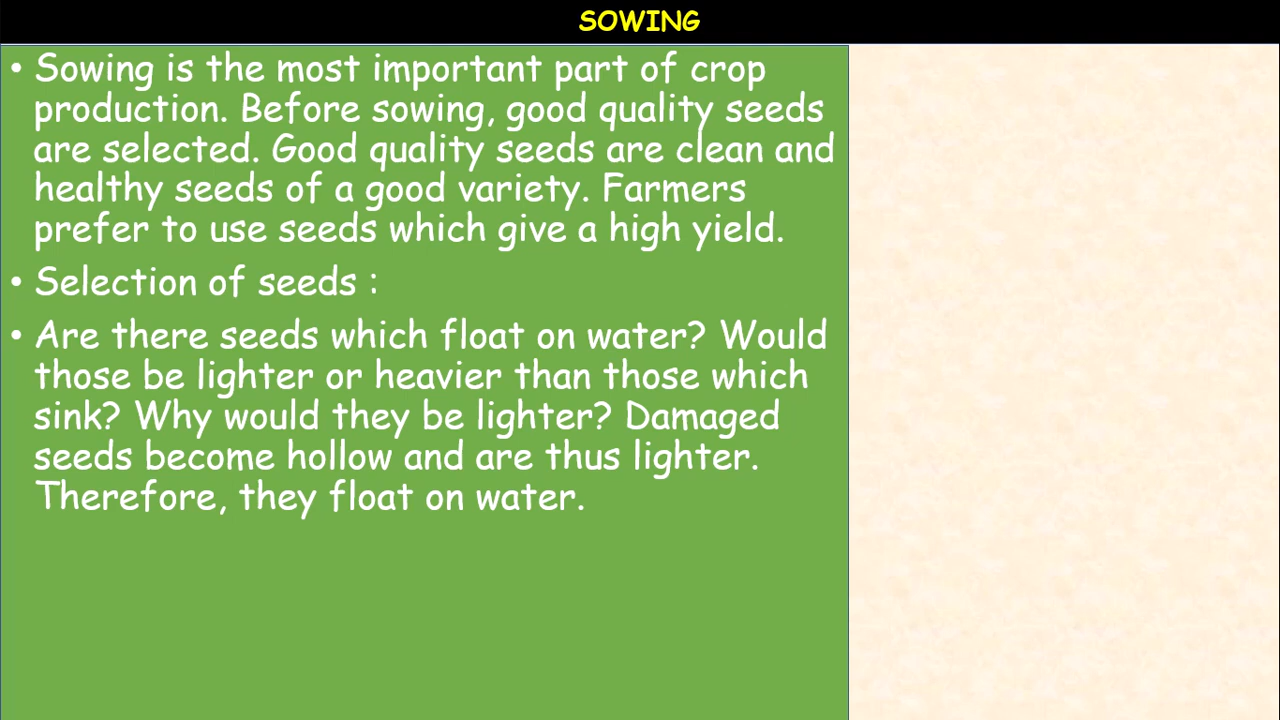 SOWING
• Sowing is the most important part of crop
production. Before sowing, good quality seeds
are selected. Good quality seeds are clean and
healthy seeds of a good variety. Farmers
prefer to use seeds which give a high yield.
• Selection of seeds :
• Are there seeds which float on water? Would
those be lighter or heavier than those which
sink? Why would they be lighter? Damaged
seeds become hollow and are thus lighter.
Therefore, they float on water.